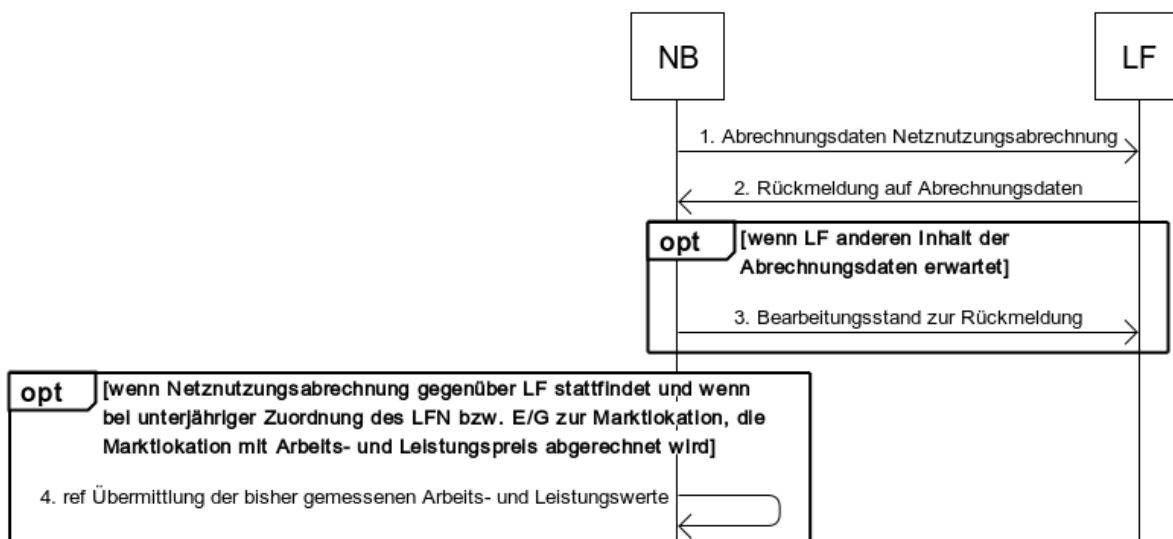 NB
LF
1. Abrechnungsdaten Netznutzungsabrechnung
2. Rückmeldung auf Abrechnungsdaten
opt
[wenn LF anderen Inhalt der
Abrechnungsdaten erwartet]
3. Bearbeitungsstand zur Rückmeldung
opt
[wenn Netznutzungsabrechnung gegenüber LF stattfindet und wenn
bei unterjähriger Zuordnung des LFN bzw. E/G zur Marktlokation, die
Marktlokation mit Arbeits- und Leistungspreis abgerechnet wird]
4. ref Übermittlung der bisher gemessenen Arbeits- und Leistungswerte